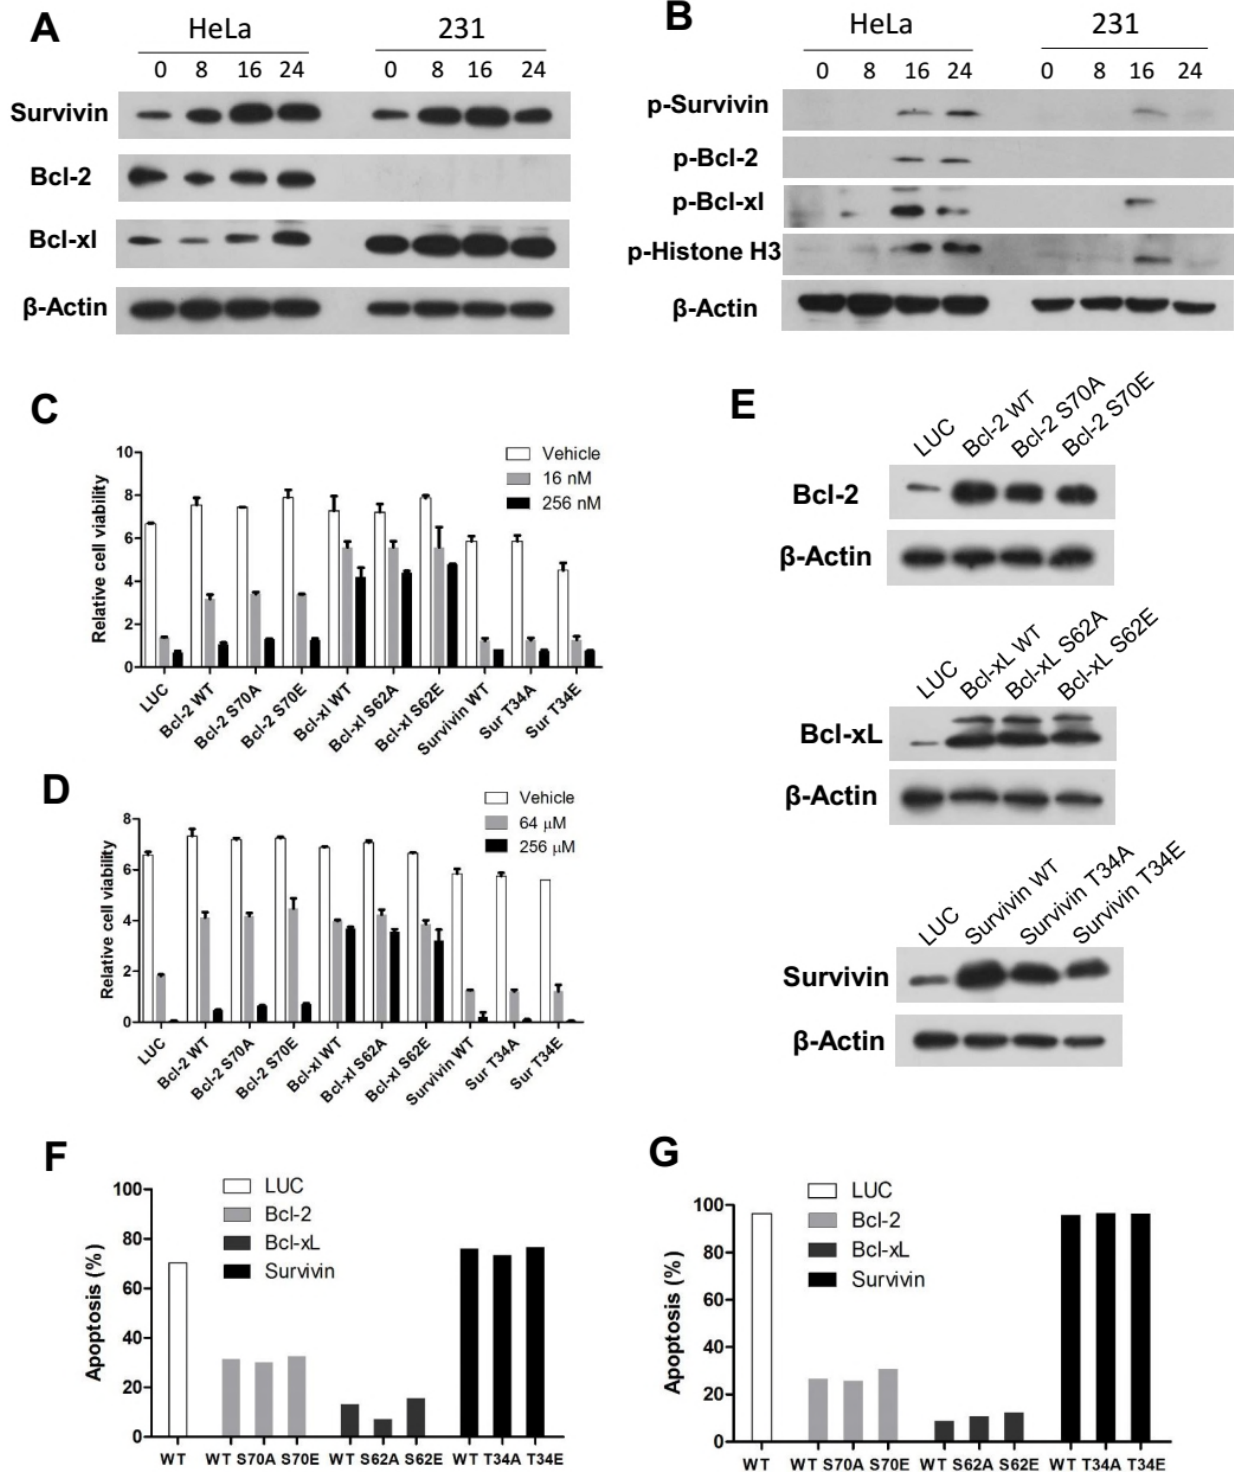 A
HeLa 231
0 8 16 24 0 8 16 24
Survivin
Bcl-2
Bcl-xl
β-Actin
B
HeLa 231
0 8 16 24 0 8 16 24
p-Survivin
p-Bcl-2
p-Bcl-xl
p-Histone H3
β-Actin
C
Relative cell viability
10
8
6
4
2
0
Vehicle
16 nM
256 nM
LUC Bcl-2 WT Bcl-2 S70A Bcl-2 S70E Bcl-xl WT Bcl-xl S62A Bcl-xl S62E Survivin WT Sur T34A Sur T34E
D
Relative cell viability
8
6
4
2
0
Vehicle
64 μM
256 μM
LUC Bcl-2 WT Bcl-2 S70A Bcl-2 S70E Bcl-xl WT Bcl-xl S62A Bcl-xl S62E Survivin WT Sur T34A Sur T34E
E
LUC Bcl-2 WT Bcl-2 S70A Bcl-2 S70E
Bcl-2
β-Actin
LUC Bcl-xL WT Bcl-xL S62A Bcl-xL S62E
Bcl-xL
β-Actin
LUC Survivin WT Survivin T34A Survivin T34E
Survivin
β-Actin
F
Apoptosis (%)
100
80
60
40
20
0
LUC
Bcl-2
Bcl-xL
Survivin
WT WT S70A S70E WT S62A S62E WT T34A T34E
G
Apoptosis (%)
100
80
60
40
20
0
LUC
Bcl-2
Bcl-xL
Survivin
WT WT S70A S70E WT S62A S62E WT T34A T34E